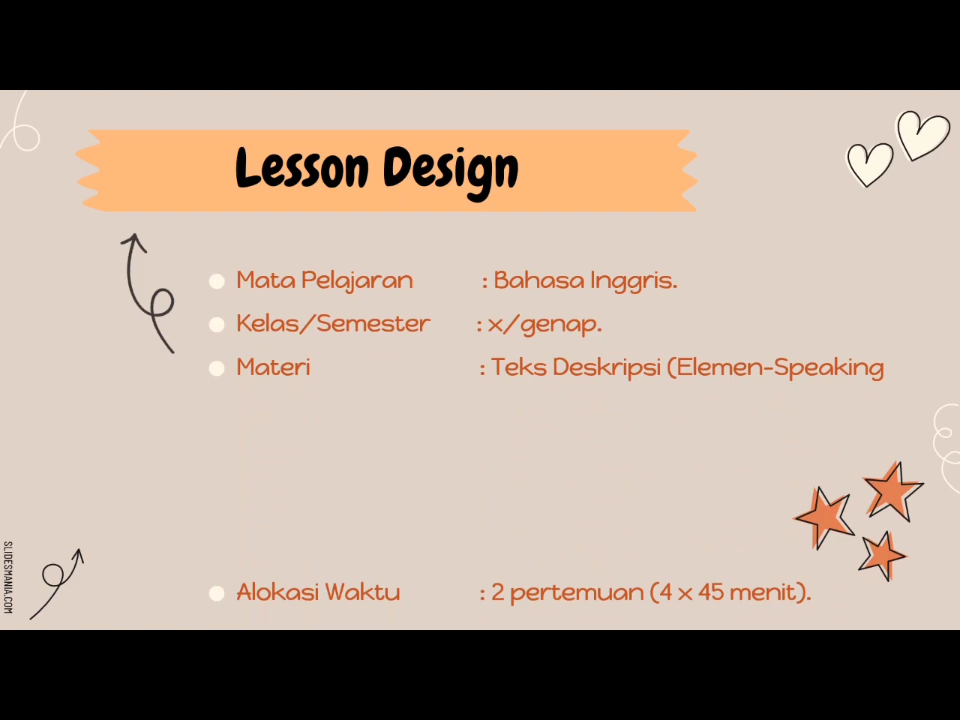 Lesson Design
Mata Pelajaran : Bahasa Inggris.
Kelas/Semester : x/genap.
Materi : Teks Deskripsi (Elemen-Speaking
Alokasi Waktu : 2 pertemuan (4 x 45 menit).
SLIDESMANIA.COM